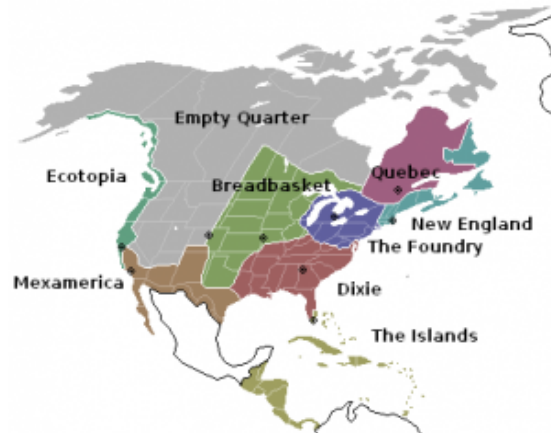 Empty Quarter
Ecotopia
Breadbasket
Quebec
New England
The Foundry
Mexamerica
Dixie
The Islands